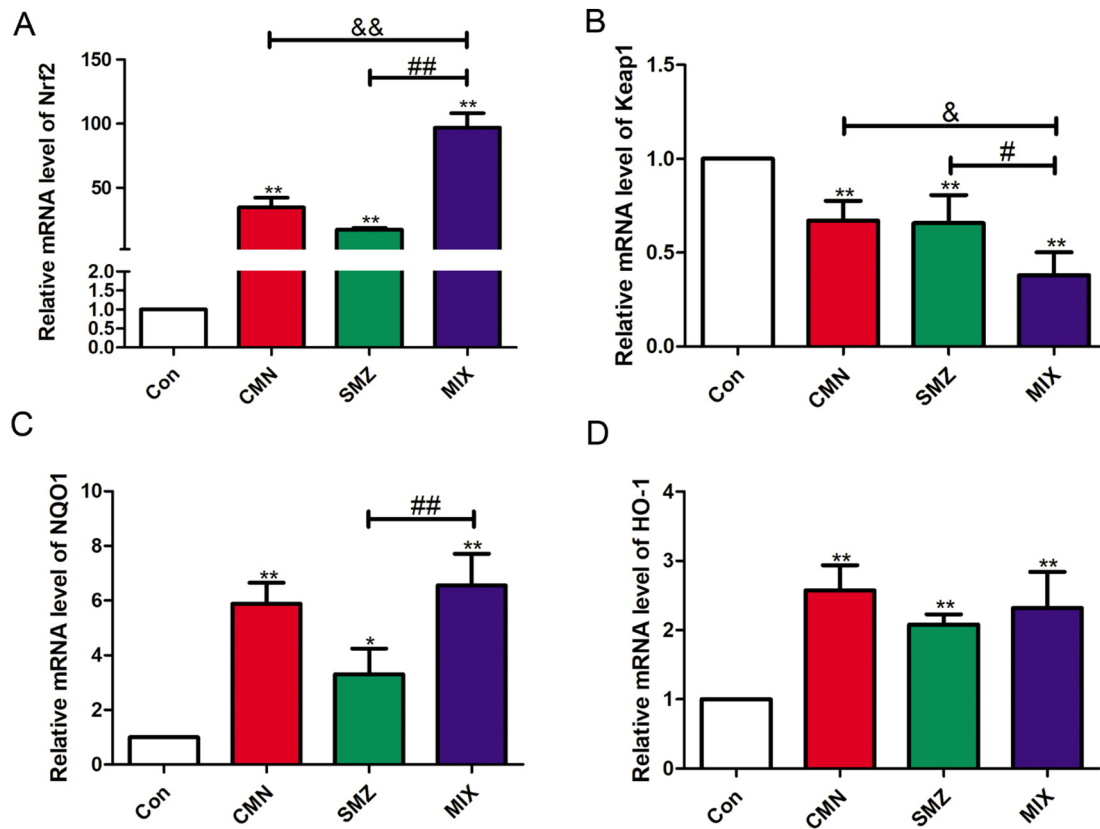 A
Relative mRNA level of Nrf2
150
100
50
2.0
1.5
1.0
0.5
0.0
&&
##
**
**
**
Con
CMN
SMZ
MIX
B
Relative mRNA level of Keap1
1.5
1.0
0.5
0.0
&
#
**
**
**
Con
CMN
SMZ
MIX
C
Relative mRNA level of NQO1
10
8
6
4
2
0
##
**
*
**
Con
CMN
SMZ
MIX
D
Relative mRNA level of HO-1
4
3
2
1
0
**
**
**
Con
CMN
SMZ
MIX